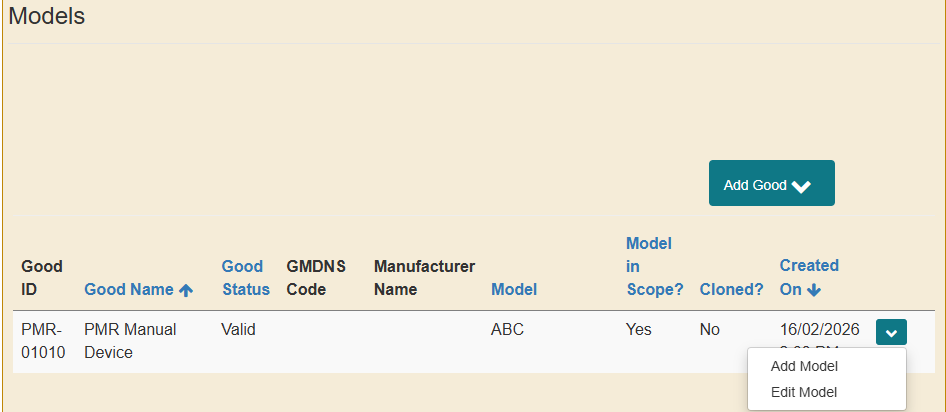 Models
Add Good
Good ID
Good Name
Good Status
GMDNS Code
Manufacturer Name
Model
Model in Scope?
Cloned?
Created On
PMR-01010
PMR Manual Device
Valid
ABC
Yes
No
16/02/2026
Add Model
Edit Model